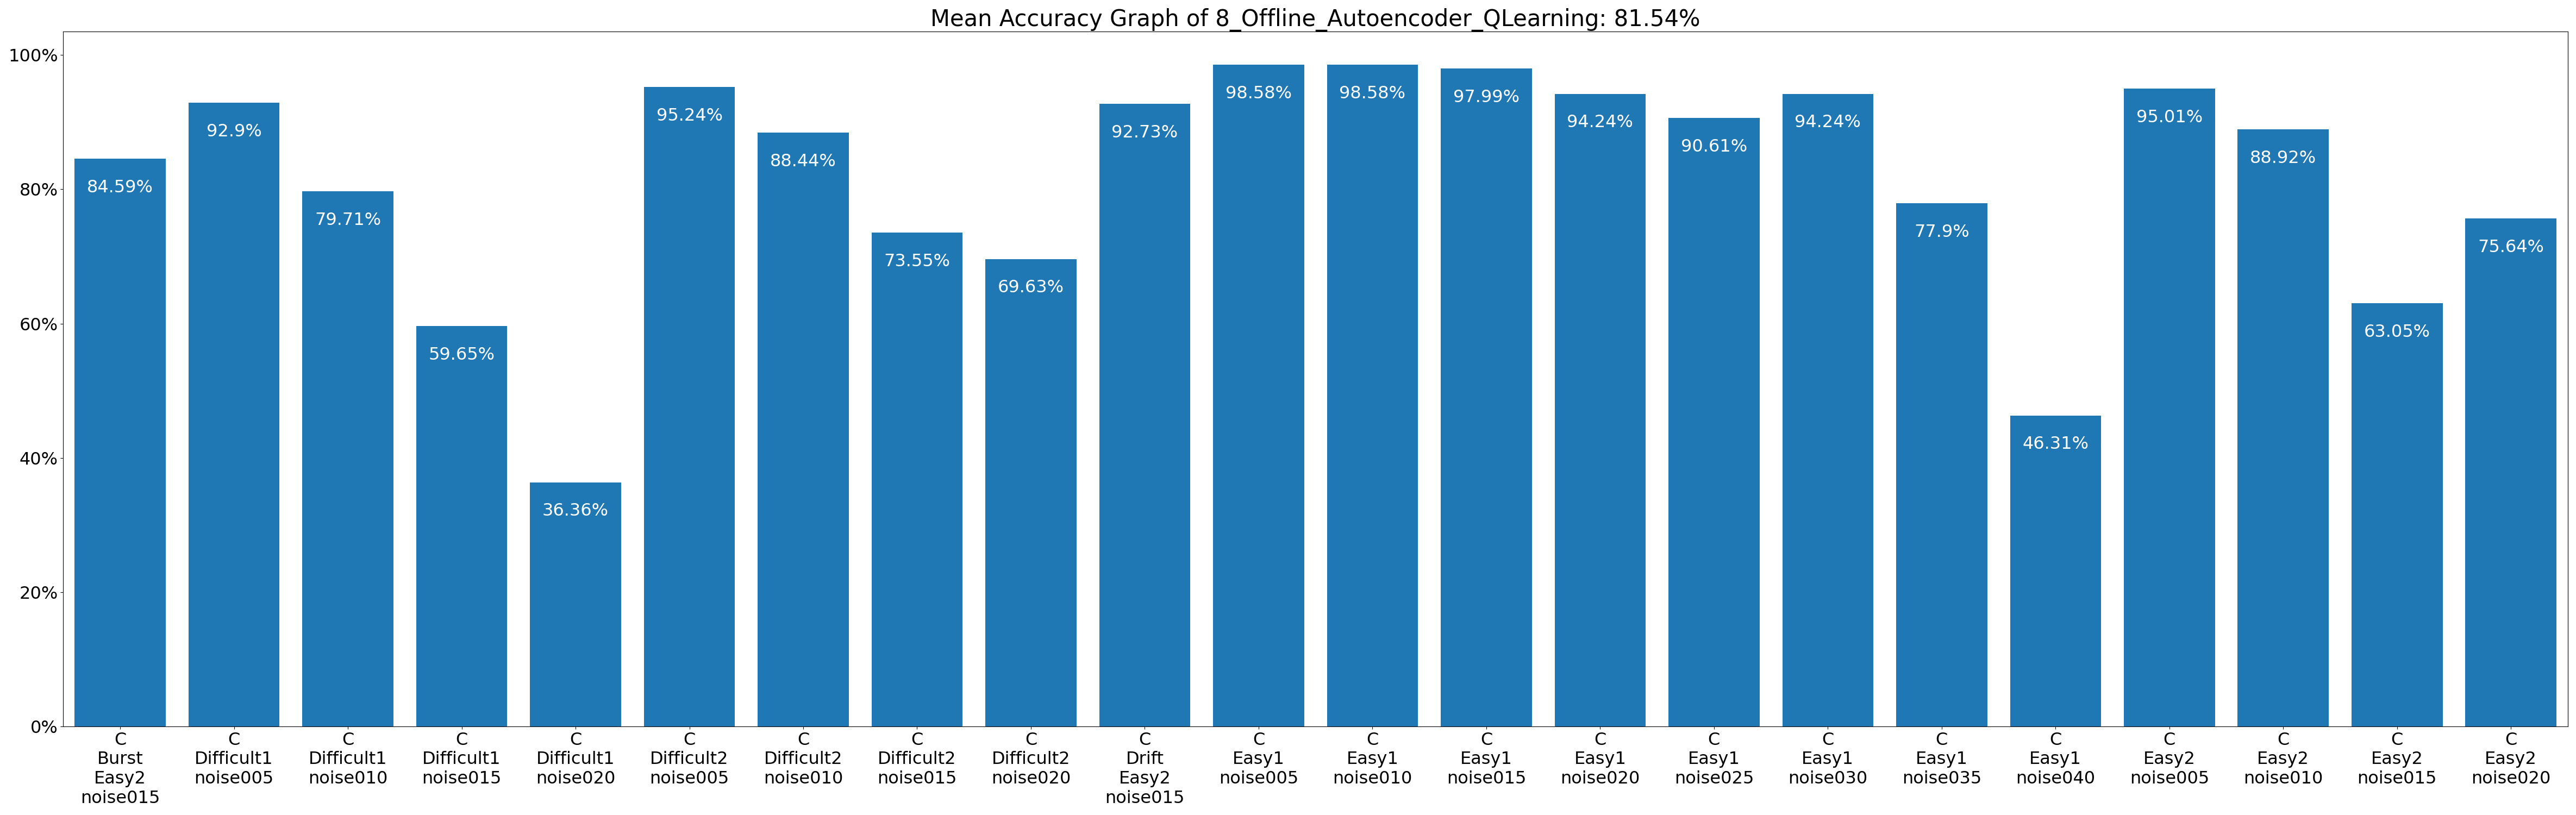 Mean Accuracy Graph of 8_Offline_Autoencoder_QLearning: 81.54%
100%
80%
60%
40%
20%
0%
84.59%
92.9%
79.71%
59.65%
36.36%
95.24%
88.44%
73.55%
69.63%
92.73%
98.58%
98.58%
97.99%
94.24%
90.61%
94.24%
77.9%
46.31%
95.01%
88.92%
63.05%
75.64%
C
Burst
Easy2
noise015
C
Difficult1
noise005
C
Difficult1
noise010
C
Difficult1
noise015
C
Difficult1
noise020
C
Difficult2
noise005
C
Difficult2
noise010
C
Difficult2
noise015
C
Difficult2
noise020
C
Drift
Easy2
noise015
C
Easy1
noise005
C
Easy1
noise010
C
Easy1
noise015
C
Easy1
noise020
C
Easy1
noise025
C
Easy1
noise030
C
Easy1
noise035
C
Easy1
noise040
C
Easy2
noise005
C
Easy2
noise010
C
Easy2
noise015
C
Easy2
noise020